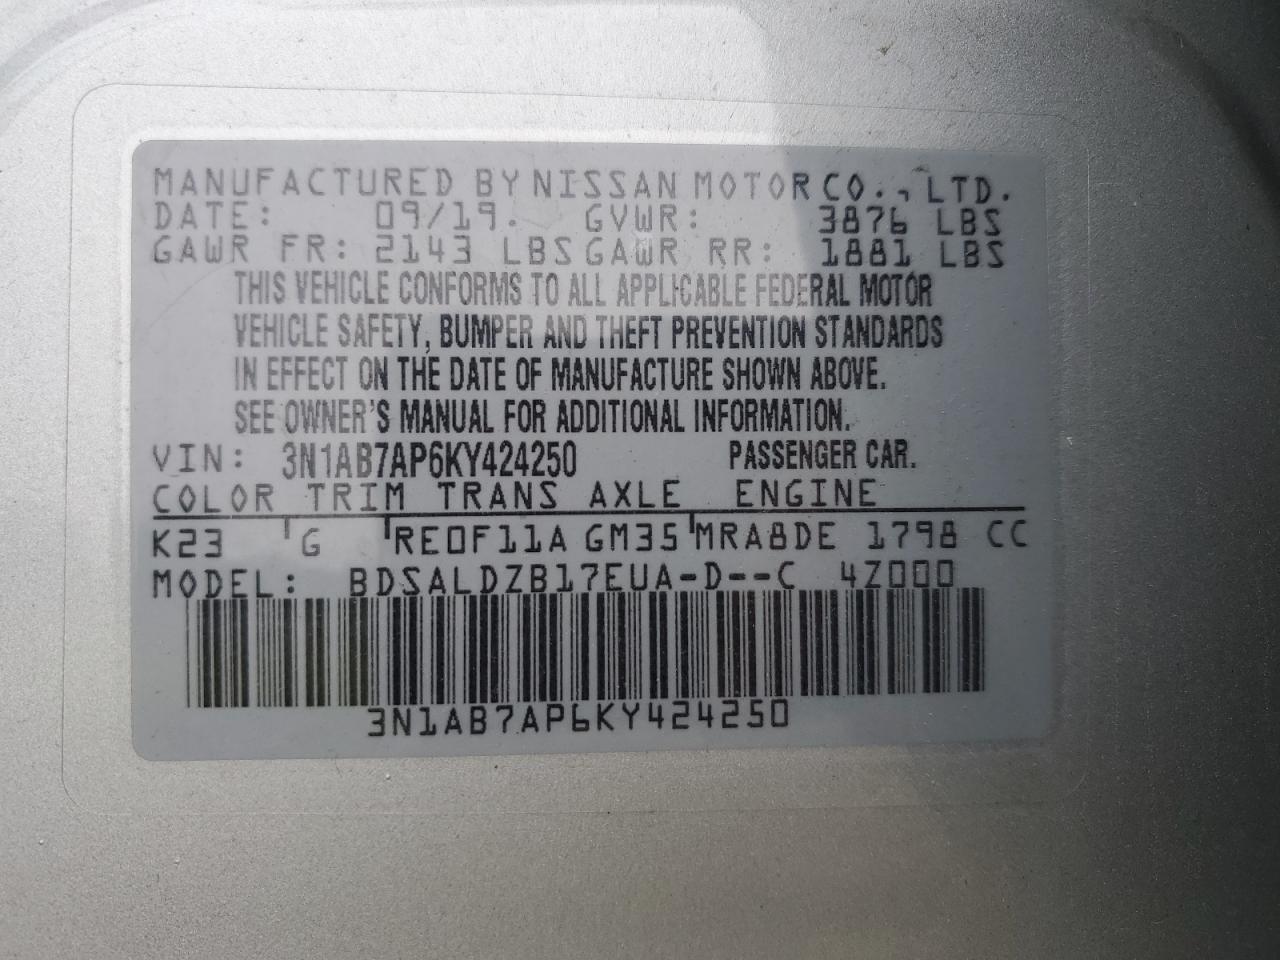 MANUFACTURED BY NISSAN MOTOR CO., LTD.
DATE: 09/19. GVWR: 3876 LBS
GAWR FR: 2143 LBS GAWR RR: 1881 LBS
THIS VEHICLE CONFORMS TO ALL APPLICABLE FEDERAL MOTOR
VEHICLE SAFETY, BUMPER AND THEFT PREVENTION STANDARDS
IN EFFECT ON THE DATE OF MANUFACTURE SHOWN ABOVE.
SEE OWNER'S MANUAL FOR ADDITIONAL INFORMATION.
VIN: 3N1AB7AP6KY424250 PASSENGER CAR.
COLOR TRIM TRANS AXLE ENGINE
K23 G RE0F11A GM35 MRA8DE 1798 CC
MODEL: BDSALDZB17EUA-D--C 4Z000
3N1AB7AP6KY424250